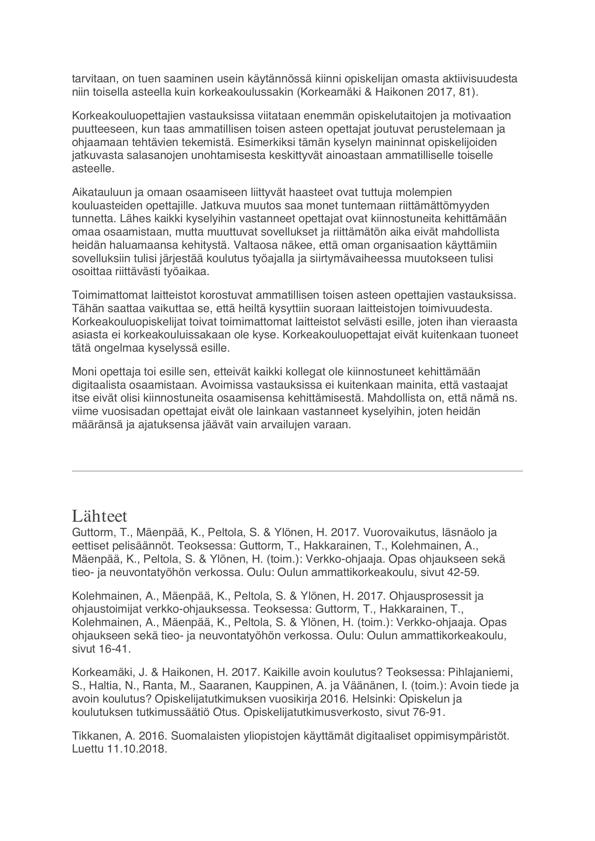 tarvitaan, on tuen saaminen usein käytännössä kiinni opiskelijan omasta aktiivisuudesta
niin toisella asteella kuin korkeakoulussakin (Korkeamäki & Haikonen 2017, 81).
Korkeakouluopettajien vastauksissa viitataan enemmän opiskelutaitojen ja motivaation
puutteeseen, kun taas ammatillisen toisen asteen opettajat joutuvat perustelemaan ja
ohjaamaan tehtävien tekemistä. Esimerkiksi tämän kyselyn maininnat opiskelijoiden
jatkuvasta salasanojen unohtamisesta keskittyvät ainoastaan ammatilliselle toiselle
asteelle.
Aikatauluun ja omaan osaamiseen liittyvät haasteet ovat tuttuja molempien
kouluasteiden opettajille. Jatkuva muutos saa monet tuntemaan riittämättömyyden
tunnetta. Lähes kaikki kyselyihin vastanneet opettajat ovat kiinnostuneita kehittämään
omaa osaamistaan, mutta muuttuvat sovellukset ja riittämätön aika eivät mahdollista
heidän haluamaansa kehitystä. Valtaosa näkee, että oman organisaation käyttämiin
sovelluksiin tulisi järjestää koulutus työajalla ja siirtymävaiheessa muutokseen tulisi
osoittaa riittävästi työaikaa.
Toimimattomat laitteistot korostuvat ammatillisen toisen asteen opettajien vastauksissa.
Tähän saattaa vaikuttaa se, että heiltä kysyttiin suoraan laitteistojen toimivuudesta.
Korkeakouluopiskelijat toivat toimimattomat laitteistot selvästi esille, joten ihan vieraasta
asiasta ei korkeakouluissakaan ole kyse. Korkeakouluopettajat eivät kuitenkaan tuoneet
tätä ongelmaa kyselyssä esille.
Moni opettaja toi esille sen, etteivät kaikki kollegat ole kiinnostuneet kehittämään
digitaalista osaamistaan. Avoimissa vastauksissa ei kuitenkaan mainita, että vastaajat
itse eivät olisi kiinnostuneita osaamisensa kehittämisestä. Mahdollista on, että nämä ns.
viime vuosisadan opettajat eivät ole lainkaan vastanneet kyselyihin, joten heidän
määränsä ja ajatuksensa jäävät vain arvailujen varaan.
Lähteet
Guttorm, T., Mäenpää, K., Peltola, S. & Ylönen, H. 2017. Vuorovaikutus, läsnäolo ja
eettiset pelisäännöt. Teoksessa: Guttorm, T., Hakkarainen, T., Kolehmainen, A.,
Mäenpää, K., Peltola, S. & Ylönen, H. (toim.): Verkko-ohjaaja. Opas ohjaukseen sekä
tieo- ja neuvontatyöhön verkossa. Oulu: Oulun ammattikorkeakoulu, sivut 42-59.
Kolehmainen, A., Mäenpää, K., Peltola, S. & Ylönen, H. 2017. Ohjausprosessit ja
ohjaustoimijat verkko-ohjauksessa. Teoksessa: Guttorm, T., Hakkarainen, T.,
Kolehmainen, A., Mäenpää, K., Peltola, S. & Ylönen, H. (toim.): Verkko-ohjaaja. Opas
ohjaukseen sekä tieo- ja neuvontatyöhön verkossa. Oulu: Oulun ammattikorkeakoulu,
sivut 16-41.
Korkeamäki, J. & Haikonen, H. 2017. Kaikille avoin koulutus? Teoksessa: Pihlajaniemi,
S., Haltia, N., Ranta, M., Saaranen, Kauppinen, A. ja Väänänen, I. (toim.): Avoin tiede ja
avoin koulutus? Opiskelijatutkimuksen vuosikirja 2016. Helsinki: Opiskelun ja
koulutuksen tutkimussäätiö Otus. Opiskelijatutkimusverkosto, sivut 76-91.
Tikkanen, A. 2016. Suomalaisten yliopistojen käyttämät digitaaliset oppimisympäristöt.
Luettu 11.10.2018.